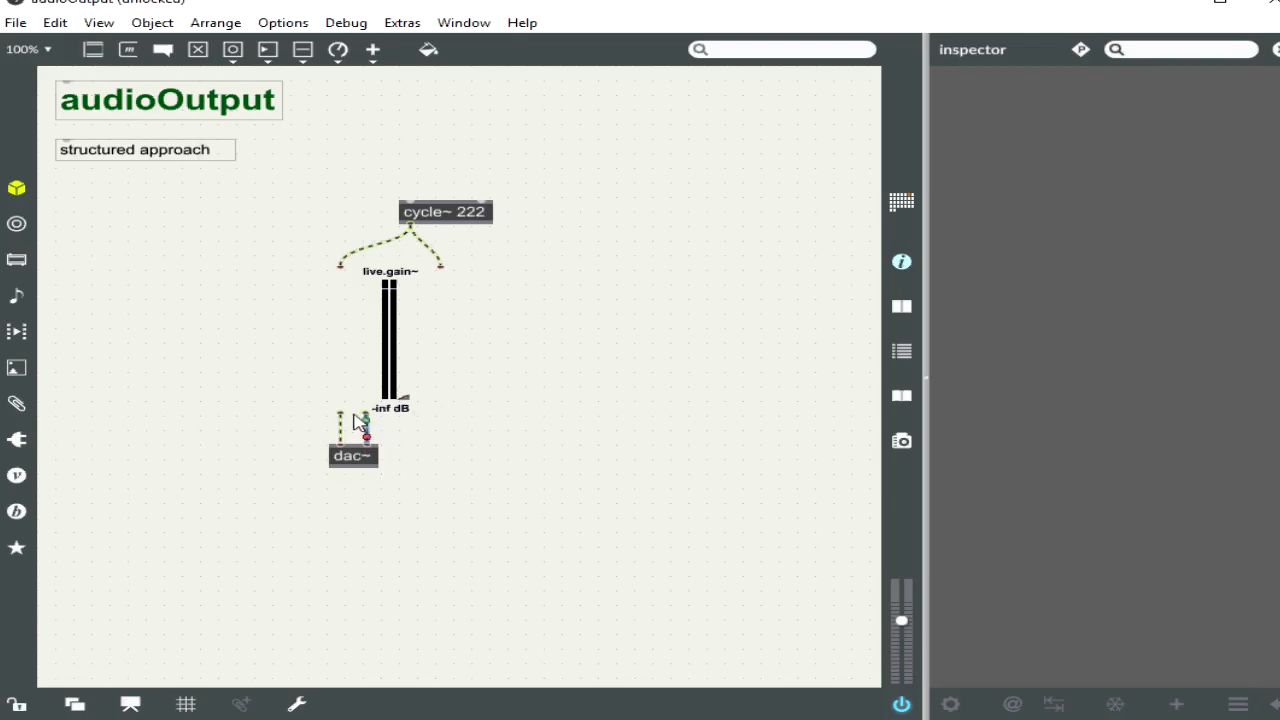 audioOutput (unlocked)
File Edit View Object Arrange Options Debug Extras Window Help
100%
inspector
audioOutput
structured approach
cycle~ 222
live.gain~
-inf dB
dac~